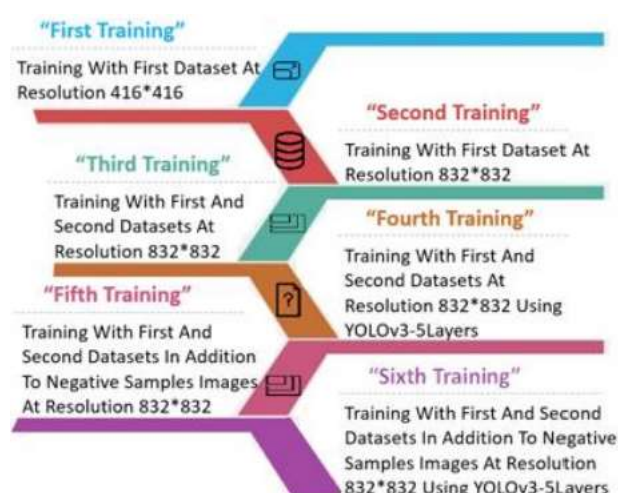 “First Training”
Training With First Dataset At
Resolution 416*416
“Second Training”
Training With First Dataset At
Resolution 832*832
“Third Training”
Training With First And
Second Datasets At
Resolution 832*832
“Fourth Training”
Training With First And
Second Datasets At
Resolution 832*832 Using
YOLOv3-5Layers
“Fifth Training”
Training With First And
Second Datasets In Addition
To Negative Samples Images
At Resolution 832*832
?
“Sixth Training”
Training With First And Second
Datasets In Addition To Negative
Samples Images At Resolution
832*832 Using YOLOv3-5Layers